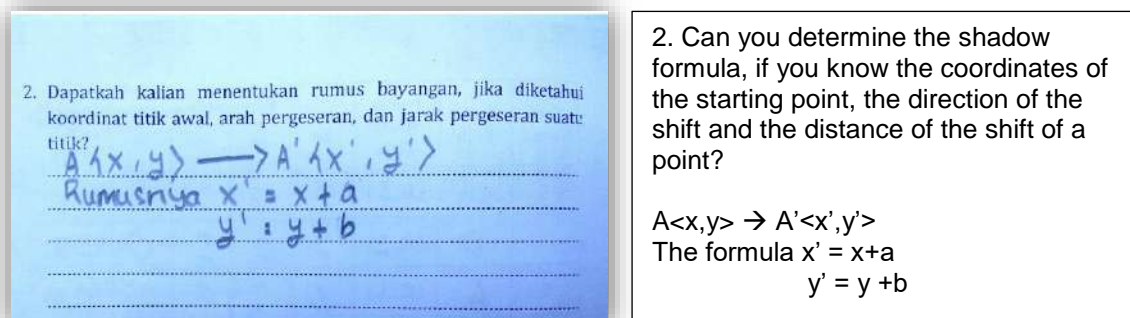 2. Dapatkah kalian menentukan rumus bayangan, jika diketahui
koordinat titik awal, arah pergeseran, dan jarak pergeseran suatu
titik?
A<x,y> → A'<x',y'>
Rumusnya x' = x+a
y' : y+b
2. Can you determine the shadow
formula, if you know the coordinates of
the starting point, the direction of the
shift and the distance of the shift of a
point?
A<x,y> → A'<x',y'>
The formula x' = x+a
y' = y +b